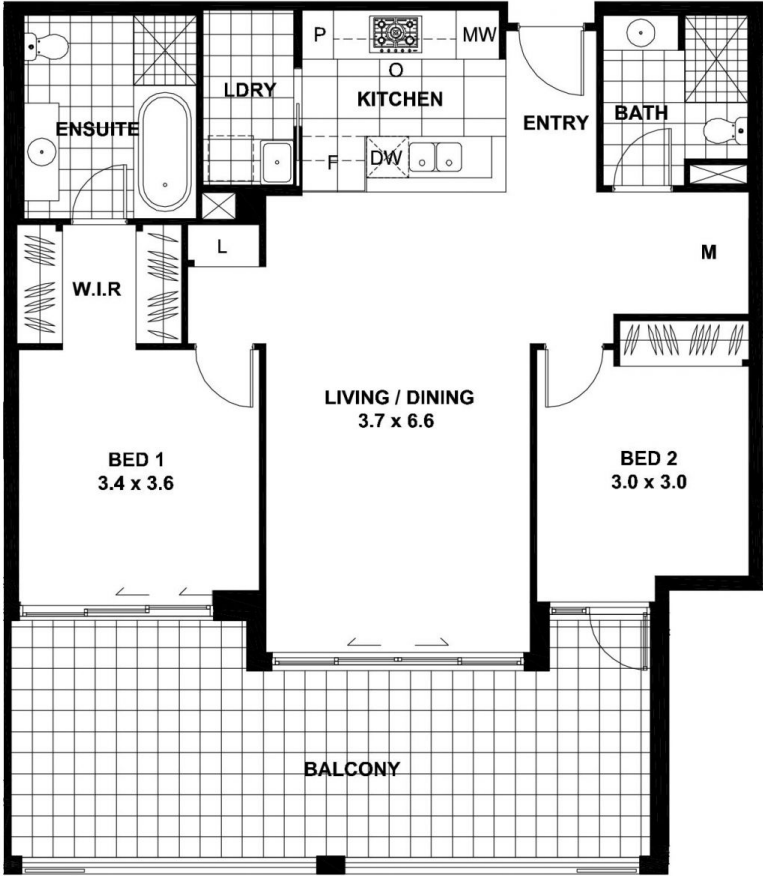 P
MW
O
KITCHEN
LDRY
ENTRY
BATH
ENSUITE
F
DW
L
W.I.R
M
LIVING / DINING
3.7 x 6.6
BED 1
3.4 x 3.6
BED 2
3.0 x 3.0
BALCONY